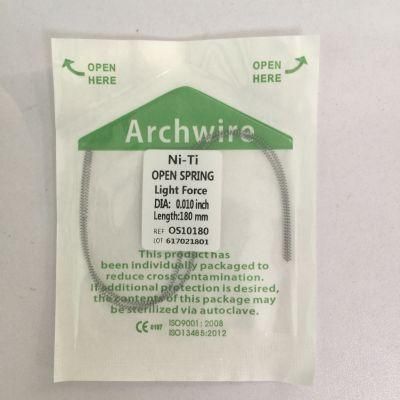 OPEN HERE
OPEN HERE
Archwire
Ni-Ti
OPEN SPRING
Light Force
DIA: 0.010 inch
Length:180 mm
REF OS10180
LOT 617021801
This package has
been individually packaged to
reduce cross contamination.
If additional protection is desired,
the contents of this package may
be sterilized via autoclave.
CE 0197 ISO9001: 2008
ISO13485:2012